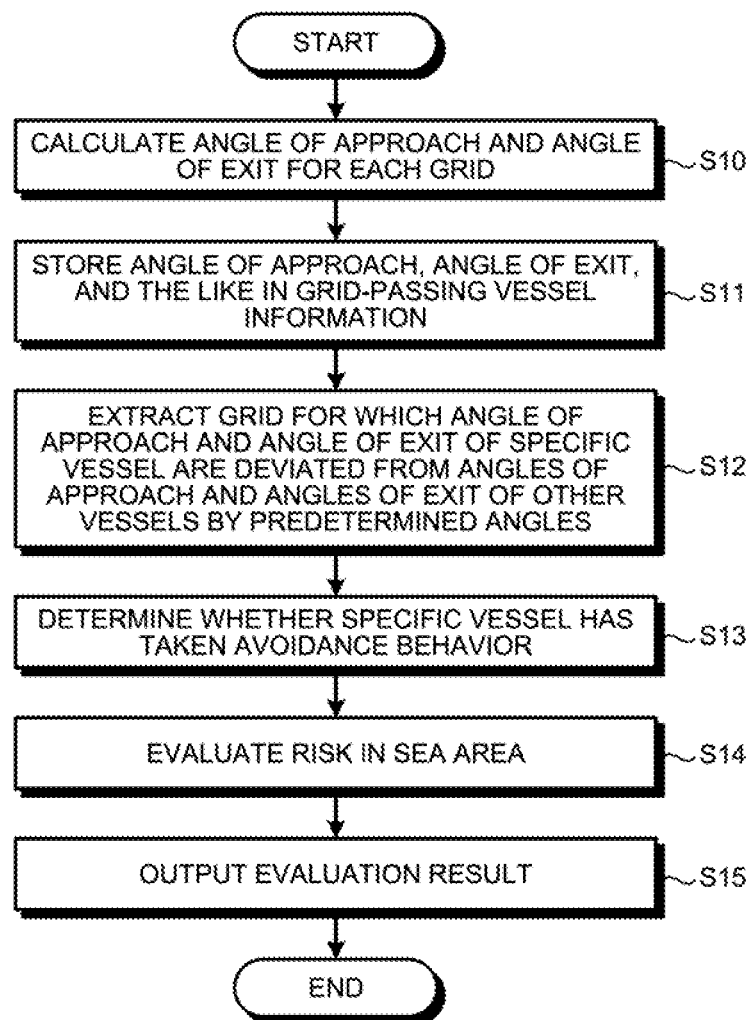 START
CALCULATE ANGLE OF APPROACH AND ANGLE
OF EXIT FOR EACH GRID
S10
STORE ANGLE OF APPROACH, ANGLE OF EXIT,
AND THE LIKE IN GRID-PASSING VESSEL
INFORMATION
S11
EXTRACT GRID FOR WHICH ANGLE OF
APPROACH AND ANGLE OF EXIT OF SPECIFIC
VESSEL ARE DEVIATED FROM ANGLES OF
APPROACH AND ANGLES OF EXIT OF OTHER
VESSELS BY PREDETERMINED ANGLES
S12
DETERMINE WHETHER SPECIFIC VESSEL HAS
TAKEN AVOIDANCE BEHAVIOR
S13
EVALUATE RISK IN SEA AREA
S14
OUTPUT EVALUATION RESULT
S15
END